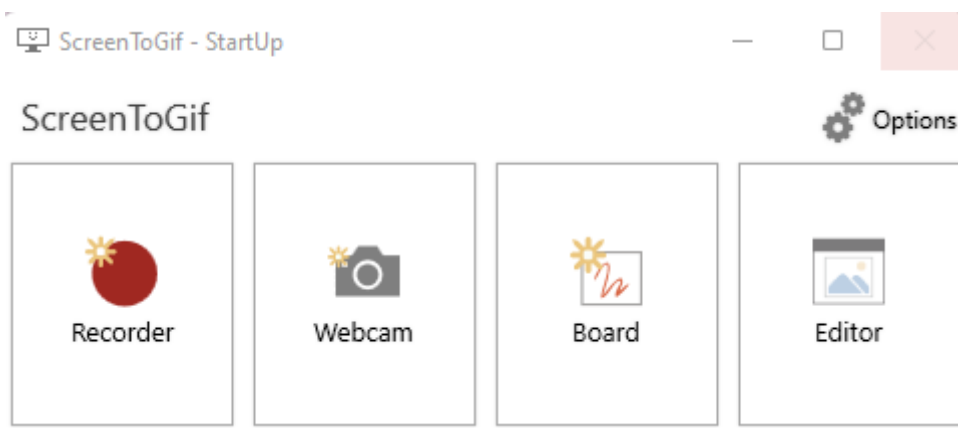 ScreenToGif - StartUp
ScreenToGif
Options
Recorder
Webcam
Board
Editor